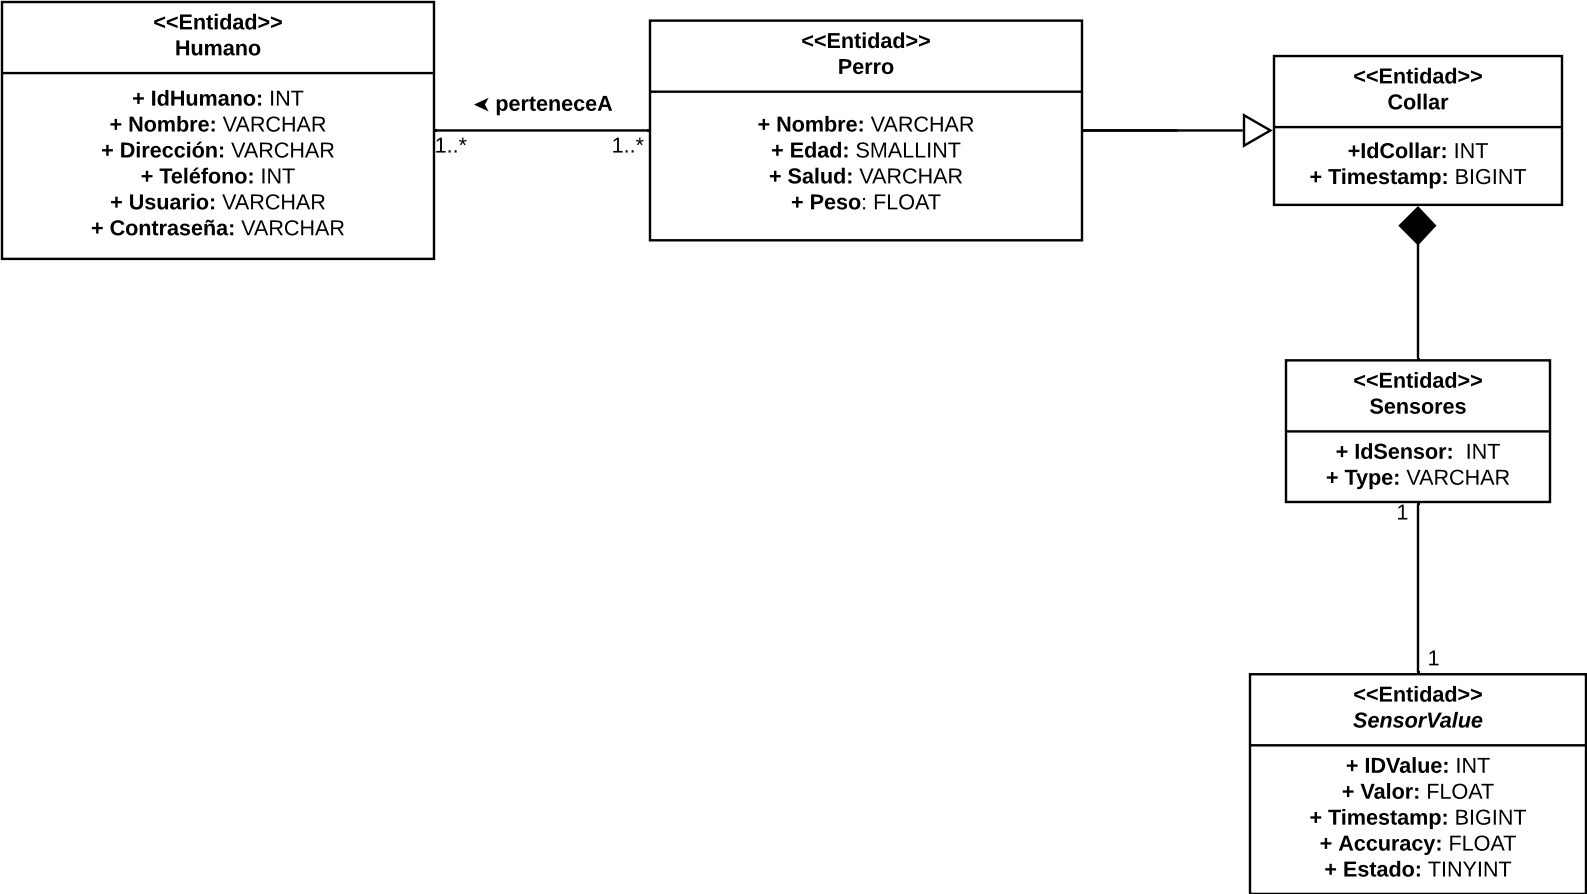 <<Entidad>>
Humano
+ IdHumano: INT
+ Nombre: VARCHAR
+ Dirección: VARCHAR
+ Teléfono: INT
+ Usuario: VARCHAR
+ Contraseña: VARCHAR
perteneceA
1..*
1..*
<<Entidad>>
Perro
+ Nombre: VARCHAR
+ Edad: SMALLINT
+ Salud: VARCHAR
+ Peso: FLOAT
<<Entidad>>
Collar
+IdCollar: INT
+ Timestamp: BIGINT
<<Entidad>>
Sensores
+ IdSensor:  INT
+ Type: VARCHAR
1
1
<<Entidad>>
SensorValue
+ IDValue: INT
+ Valor: FLOAT
+ Timestamp: BIGINT
+ Accuracy: FLOAT
+ Estado: TINYINT